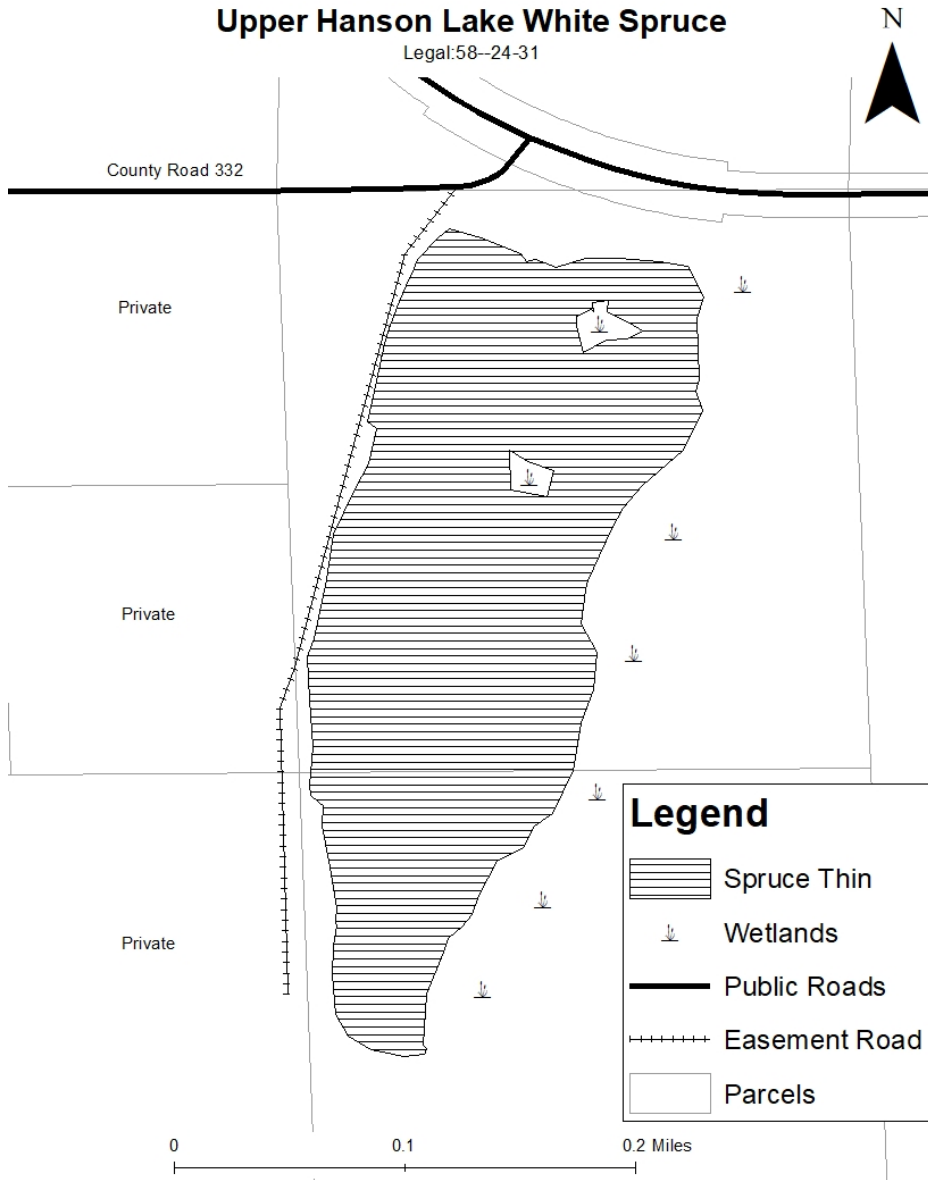 Upper Hanson Lake White Spruce
Legal:58--24-31
N
County Road 332
Private
Private
Private
Legend
Spruce Thin
Wetlands
Public Roads
Easement Road
Parcels
0 0.1 0.2 Miles